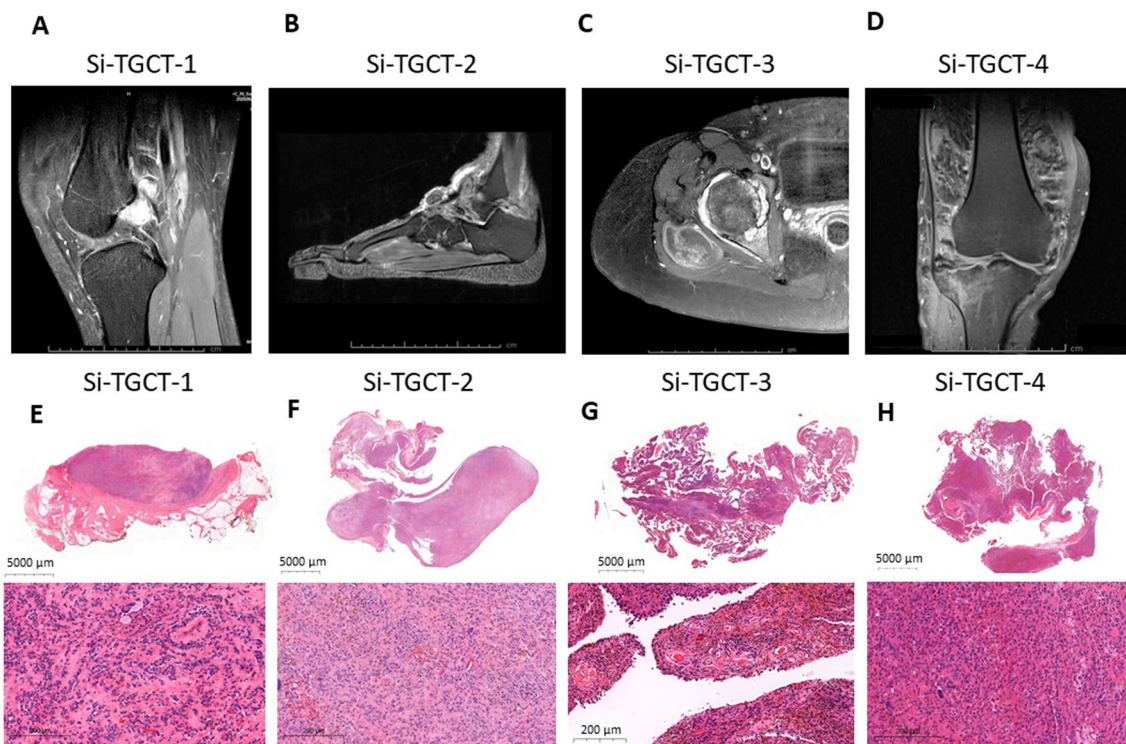 A
B
C
D
Si-TGCT-1
Si-TGCT-2
Si-TGCT-3
Si-TGCT-4
H
cm
cm
cm
cm
Si-TGCT-1
Si-TGCT-2
Si-TGCT-3
Si-TGCT-4
E
F
G
H
5000 µm
5000 µm
5000 µm
5000 µm
200 µm